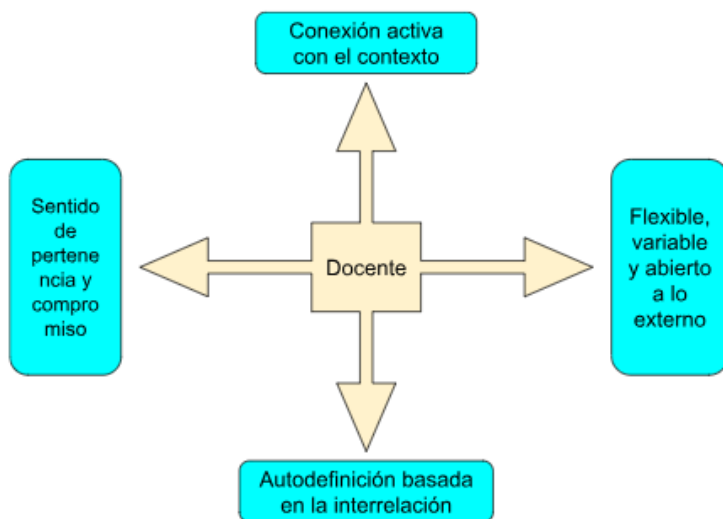 Conexión activa
con el contexto
Sentido
de
pertene
ncia y
compro
miso
Docente
Flexible,
variable
y abierto
a lo
externo
Autodefinición basada
en la interrelación